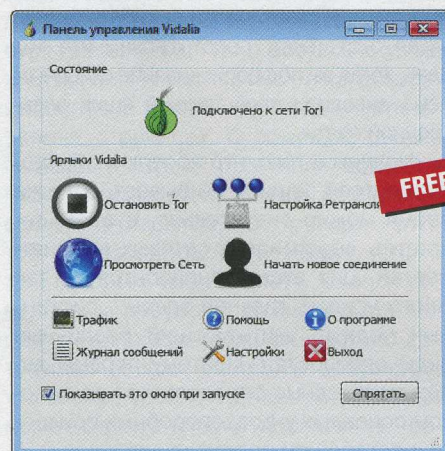 Панель управления Vidalia
Состояние
Подключено к сети Tor!
Ярлыки Vidalia
Остановить Tor
Настройка Ретрансля
FREE
Просмотреть Сеть
Начать новое соединение
Трафик
Помощь
О программе
Журнал сообщений
Настройки
Выход
Показывать это окно при запуске
Спрятать